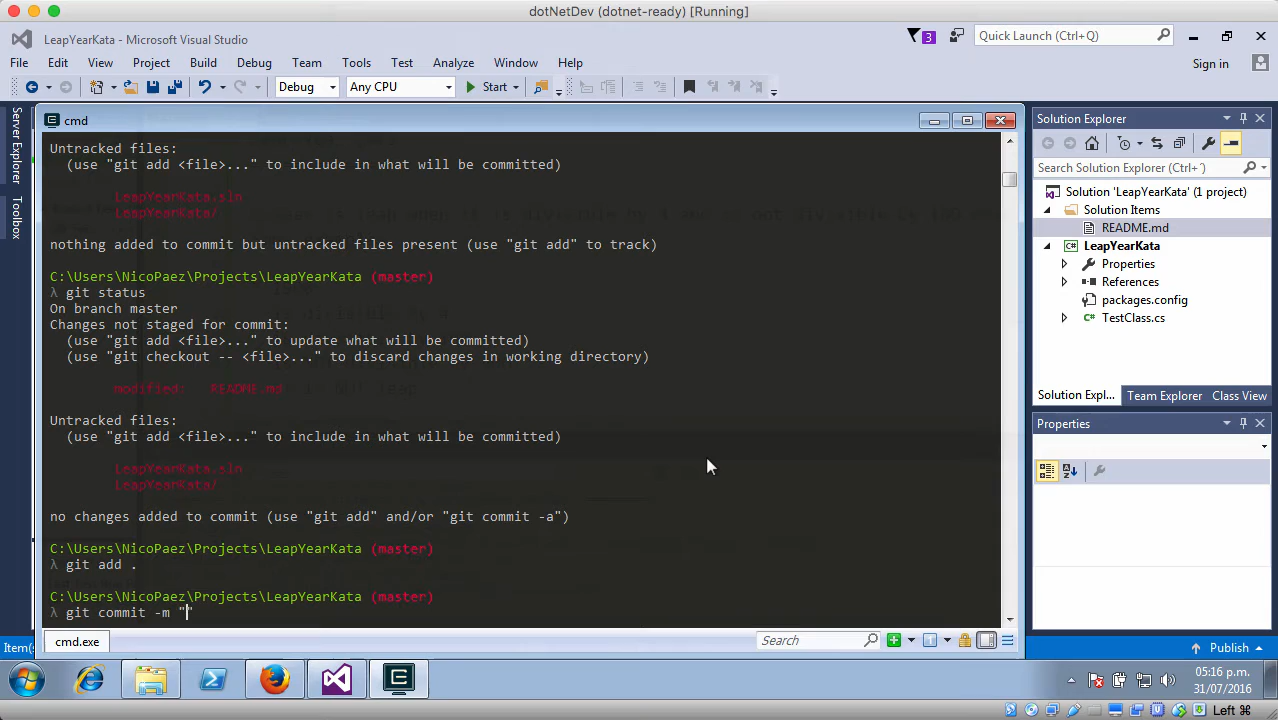 dotNetDev (dotnet-ready) [Running]
LeapYearKata - Microsoft Visual Studio
3
Quick Launch (Ctrl+Q)
File Edit View Project Build Debug Team Tools Test Analyze Window Help
Sign in
Debug
Any CPU
Start
Server Explorer
Toolbox
cmd
Untracked files:
(use "git add <file>..." to include in what will be committed)
LeapYearKata.sln
LeapYearKata/
nothing added to commit but untracked files present (use "git add" to track)
C:\Users\NicoPaez\Projects\LeapYearKata (master)
λ git status
On branch master
Changes not staged for commit:
(use "git add <file>..." to update what will be committed)
(use "git checkout -- <file>..." to discard changes in working directory)
modified: README.md
Untracked files:
(use "git add <file>..." to include in what will be committed)
LeapYearKata.sln
LeapYearKata/
no changes added to commit (use "git add" and/or "git commit -a")
C:\Users\NicoPaez\Projects\LeapYearKata (master)
λ git add .
C:\Users\NicoPaez\Projects\LeapYearKata (master)
λ git commit -m ""
cmd.exe
Search
Solution Explorer
Search Solution Explorer (Ctrl+´)
Solution 'LeapYearKata' (1 project)
Solution Items
README.md
LeapYearKata
Properties
References
packages.config
TestClass.cs
Solution Expl... Team Explorer Class View
Properties
Item(s)
Publish
05:16 p.m.
31/07/2016
Left ⌘